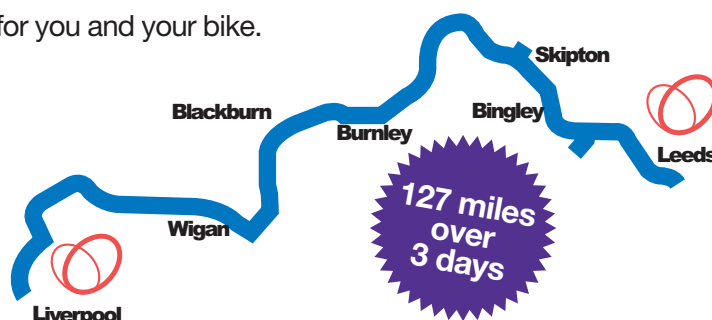 for you and your bike.
Skipton
Blackburn
Bingley
Burnley
Leeds
127 miles
over
3 days
Wigan
Liverpool